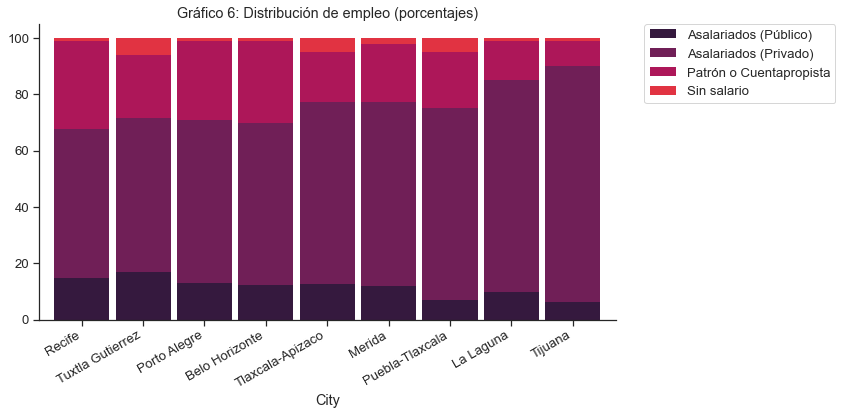 Gráfico 6: Distribución de empleo (porcentajes)
100
80
60
40
20
0
Recife
Tuxtla Gutierrez
Porto Alegre
Belo Horizonte
Tlaxcala-Apizaco
Merida
Puebla-Tlaxcala
La Laguna
Tijuana
City
Asalariados (Público)
Asalariados (Privado)
Patrón o Cuentapropista
Sin salario